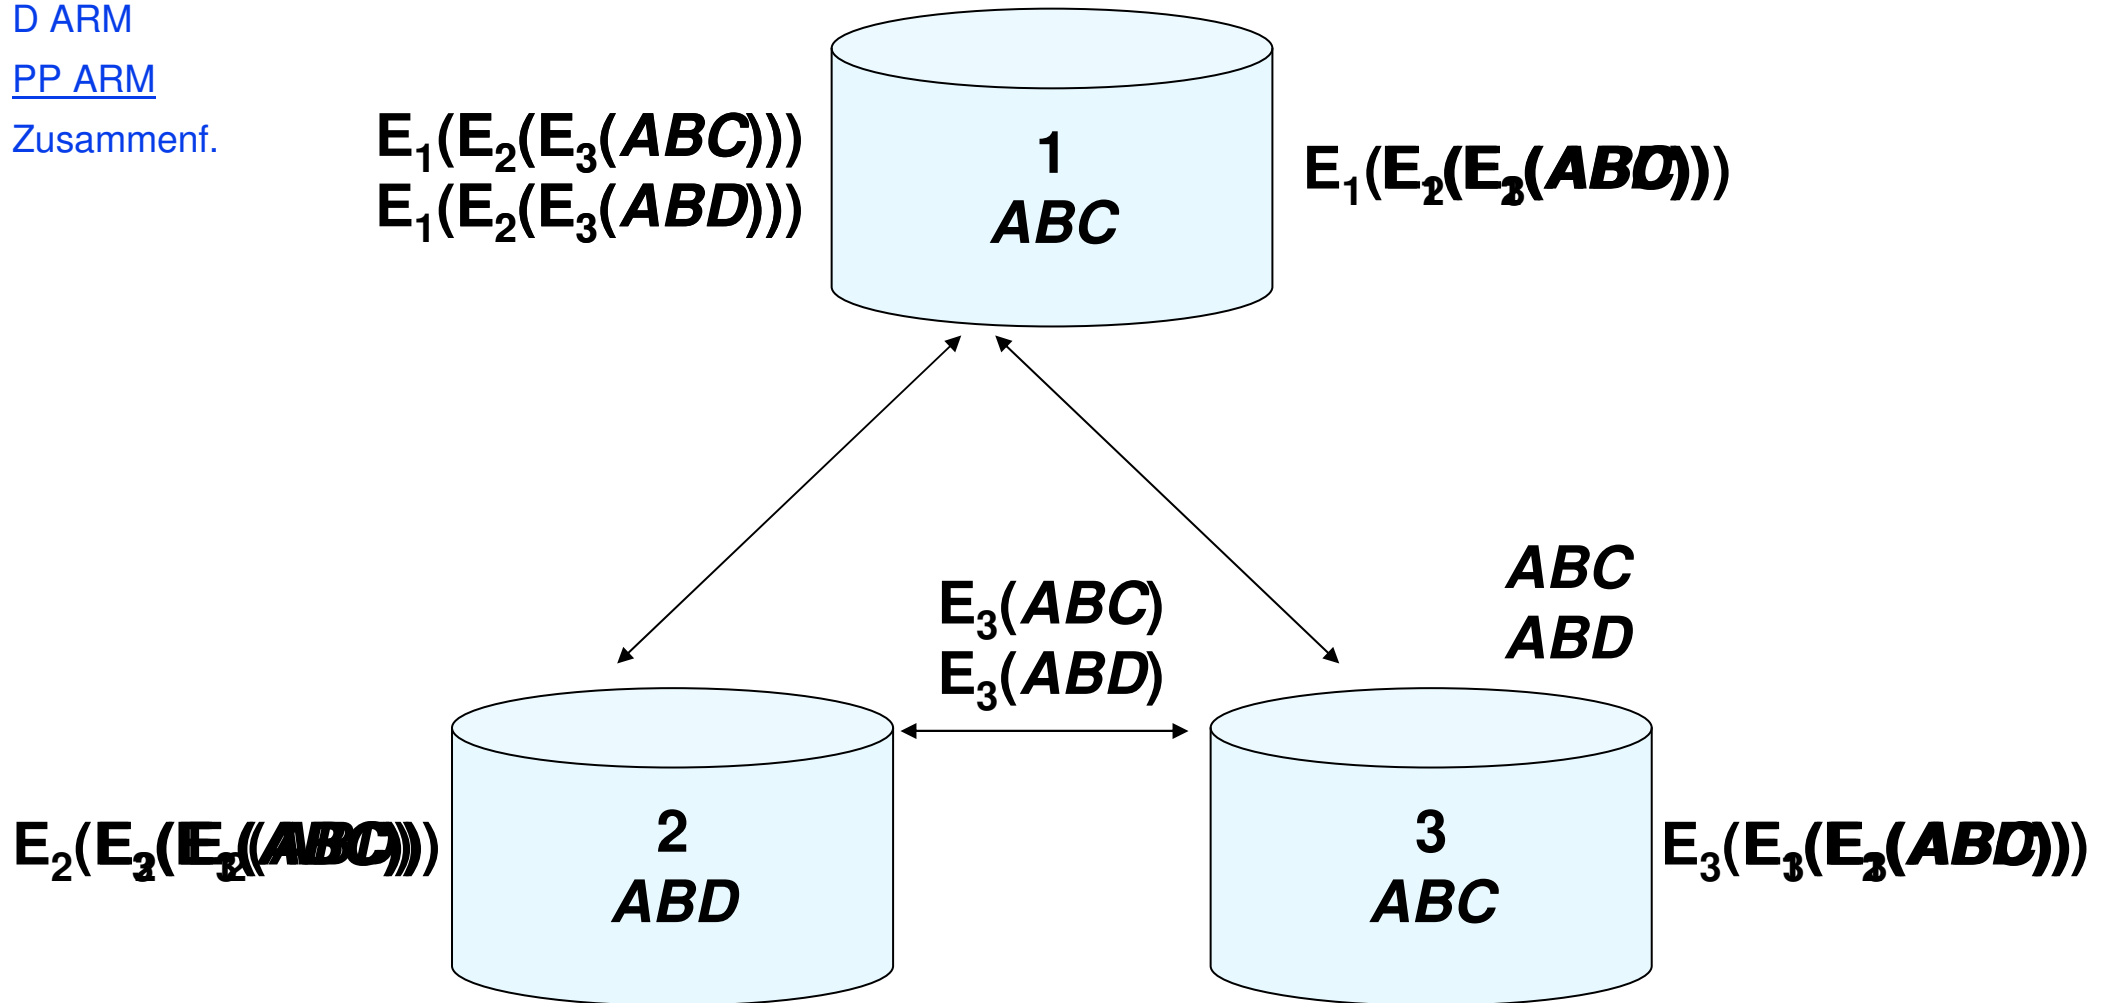 D ARM
PP ARM
Zusammenf.
E₁(E₂(E₃(ABC)))
E₁(E₂(E₃(ABD)))
1
ABC
ABC
ABD
E₃(ABC)
E₃(ABD)
2
ABD
3
ABC